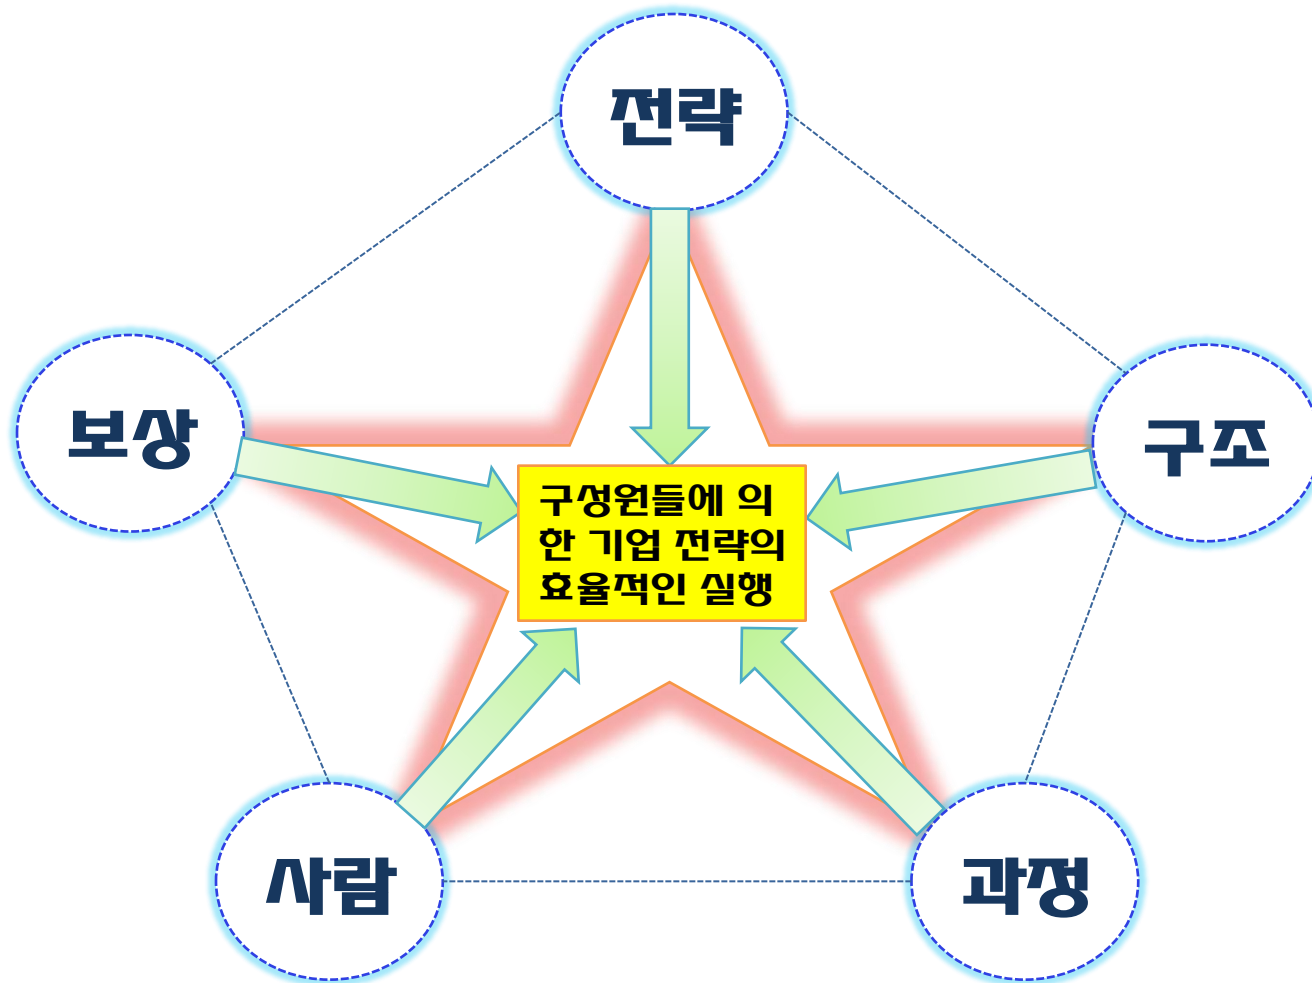 전략
보상
구조
구성원들에 의
한 기업 전략의
효율적인 실행
사람
과정